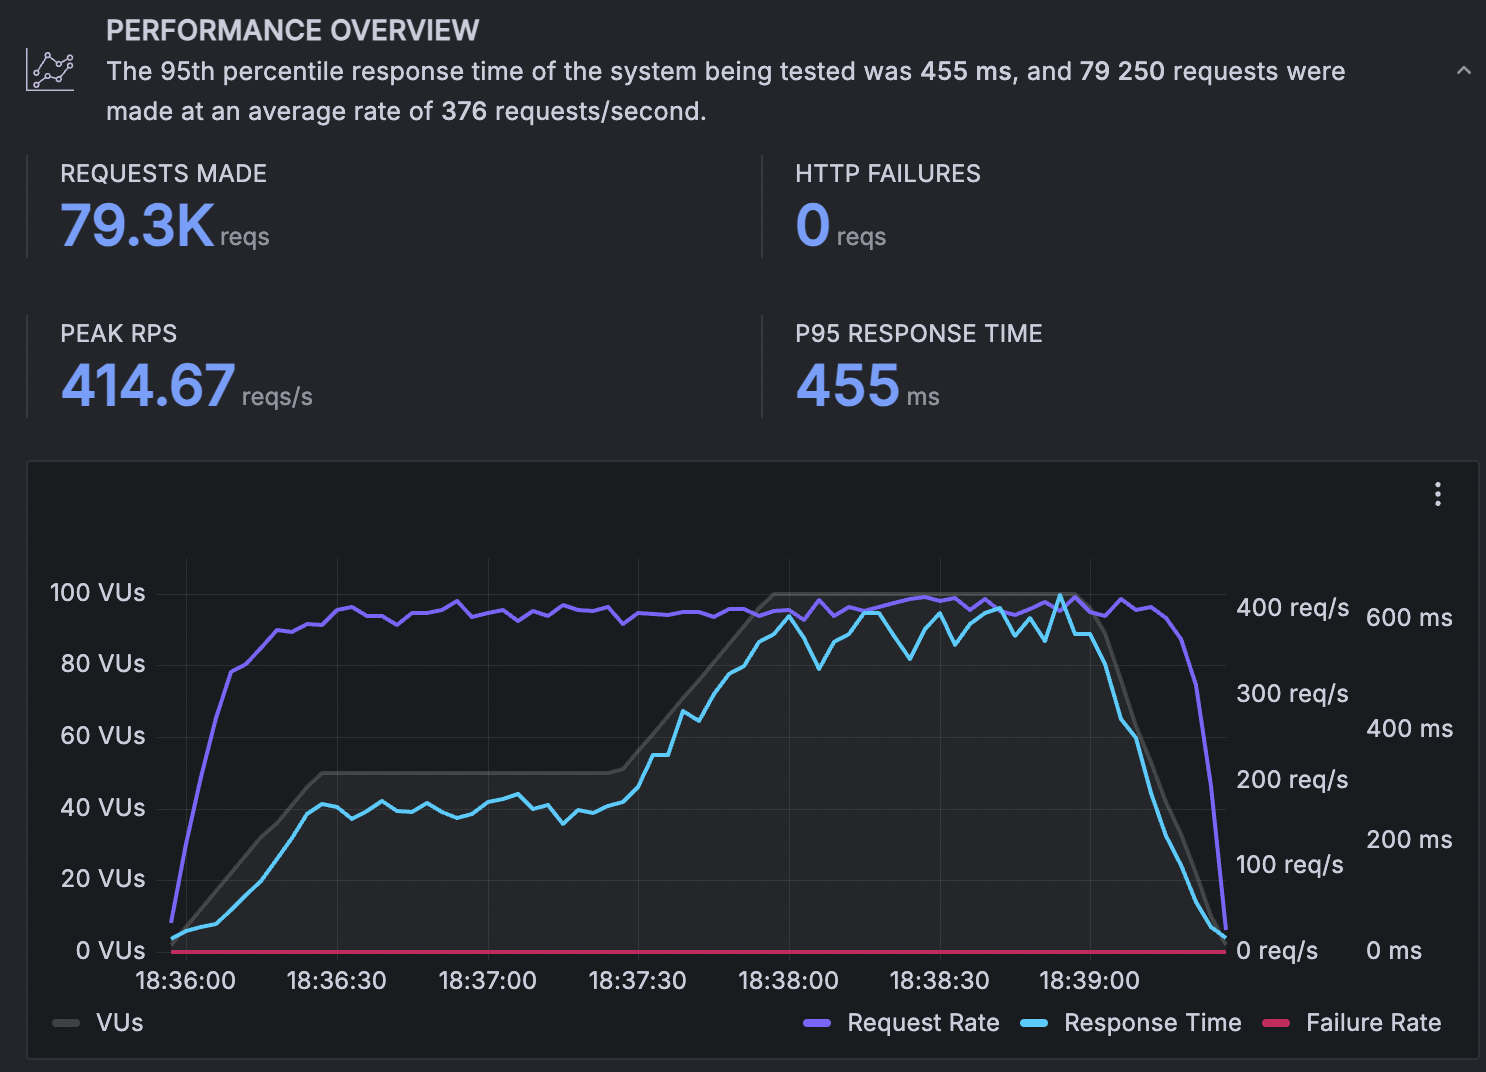 PERFORMANCE OVERVIEW
The 95th percentile response time of the system being tested was 455 ms, and 79 250 requests were
made at an average rate of 376 requests/second.
REQUESTS MADE
79.3K reqs
HTTP FAILURES
0 reqs
PEAK RPS
414.67 reqs/s
P95 RESPONSE TIME
455 ms
100 VUs
80 VUs
60 VUs
40 VUs
20 VUs
0 VUs
400 req/s
300 req/s
200 req/s
100 req/s
0 req/s
600 ms
400 ms
200 ms
0 ms
18:36:00 18:36:30 18:37:00 18:37:30 18:38:00 18:38:30 18:39:00
VUs Request Rate Response Time Failure Rate